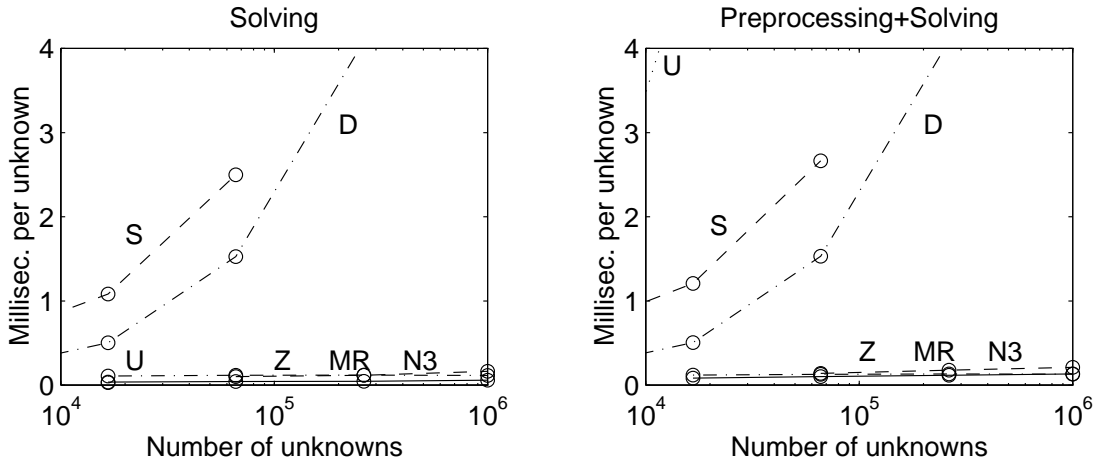 Solving
4
3
2
1
0
Millisec. per unknown
D
S
U
Z
MR
N3
10^4
10^5
10^6
Number of unknowns
Preprocessing+Solving
4
3
2
1
0
Millisec. per unknown
U
D
S
Z
MR
N3
10^4
10^5
10^6
Number of unknowns